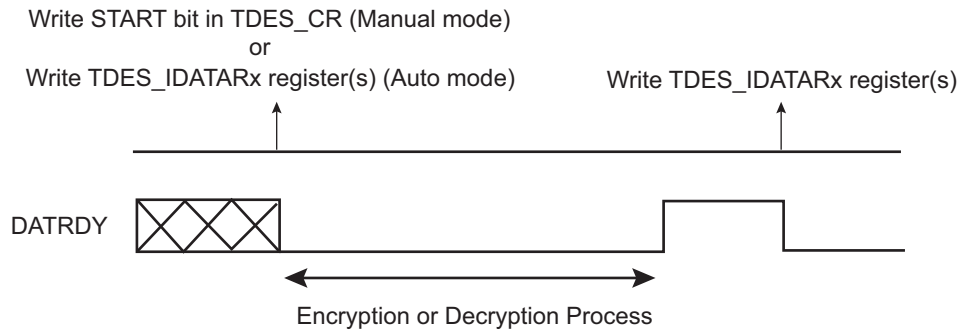 Write START bit in TDES_CR (Manual mode)
or
Write TDES_IDATARx register(s) (Auto mode)
Write TDES_IDATARx register(s)
DATRDY
Encryption or Decryption Process